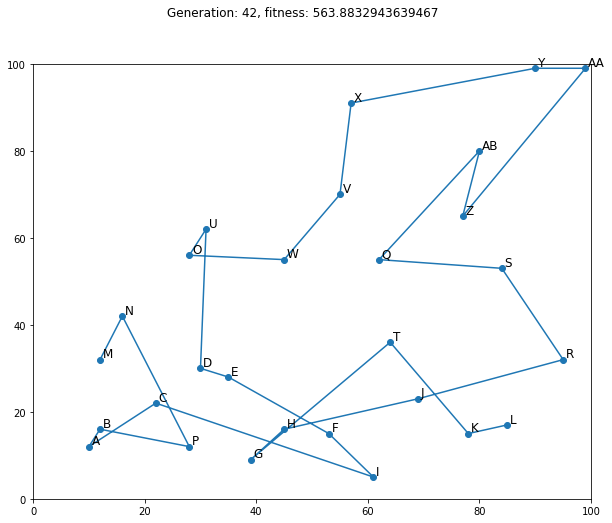 Generation: 42, fitness: 563.8832943639467
100
Y
AA
X
80
AB
V
Z
U
60
O
W
Q
S
40
N
T
M
R
D
E
20
C
J
B
H
F
K
L
A
P
G
I
0
0
20
40
60
80
100